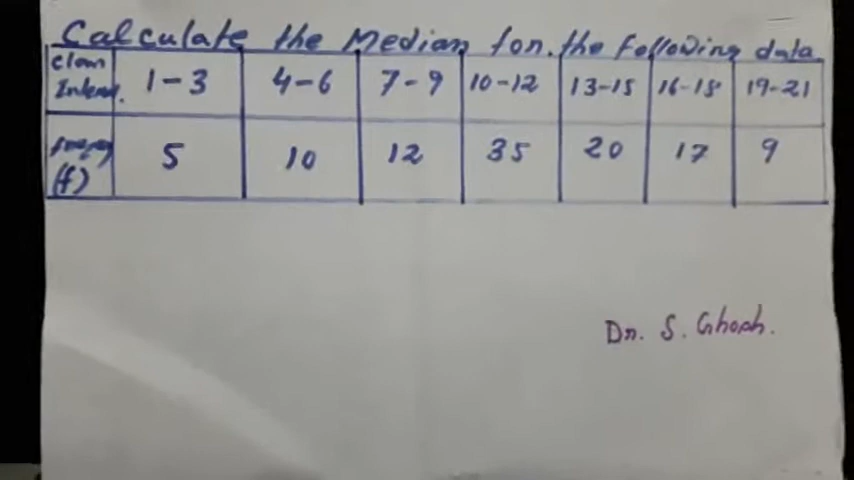 Calculate the Median for the following data
Class 1-3 4-6 7-9 10-12 13-15 16-18 19-21
Interval.
5 10 12 35 20 17 9
(f)
Dr. S. Ghosh.